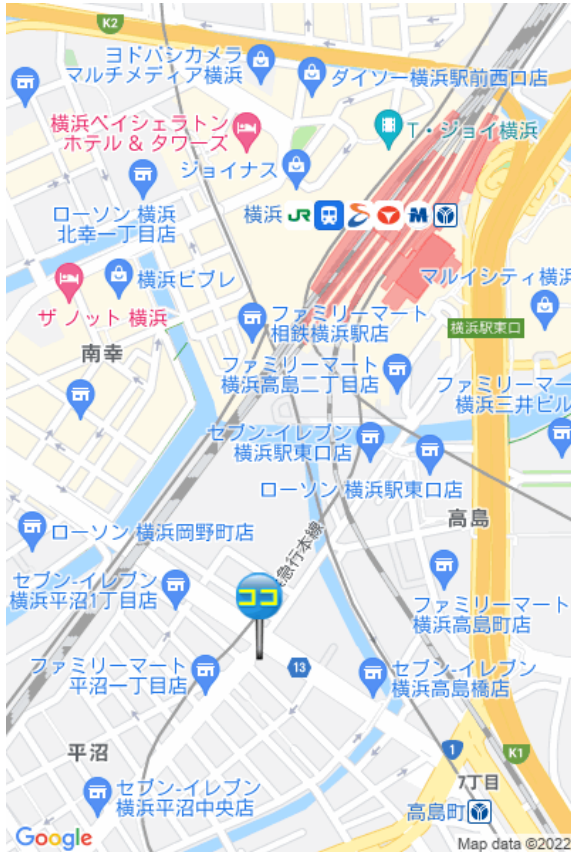 K2
ヨドバシカメラ
マルチメディア横浜
ダイソー横浜駅前西口店
横浜ベイシェラトン
ホテル & タワーズ
T・ジョイ横浜
ジョイナス
ローソン 横浜
北幸一丁目店
横浜
JR
横浜ビブレ
マルイシティ横浜
ザ ノット 横浜
ファミリーマート
相鉄横浜駅店
横浜駅東口
南幸
ファミリーマート
横浜高島二丁目店
ファミリーマー
横浜三井ビル
セブン-イレブン
横浜駅東口店
ローソン 横浜駅東口店
高島
ローソン 横浜岡野町店
急行本線
セブン-イレブン
横浜平沼1丁目店
ココ
ファミリーマート
横浜高島町店
ファミリーマート
平沼一丁目店
13
セブン-イレブン
横浜高島橋店
平沼
1
K1
7丁目
セブン-イレブン
横浜平沼中央店
高島町
Google
Map data ©2022